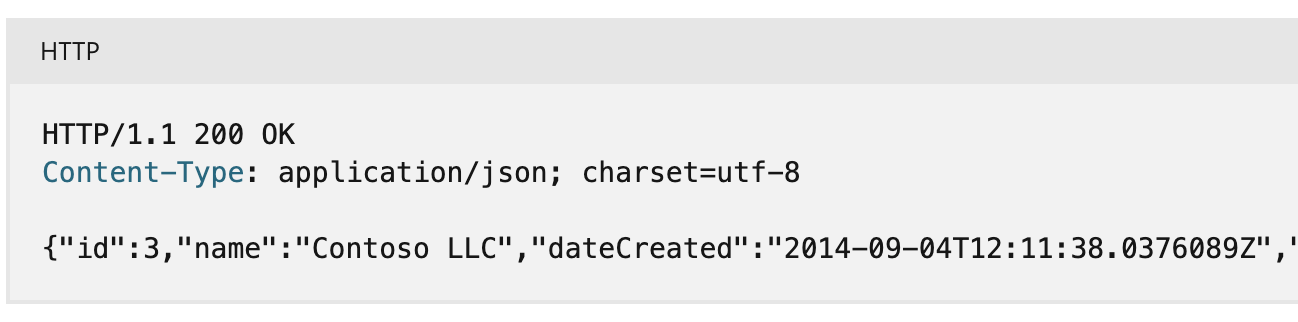 HTTP
HTTP/1.1 200 OK
Content-Type: application/json; charset=utf-8
{"id":3,"name":"Contoso LLC","dateCreated":"2014-09-04T12:11:38.0376089Z","